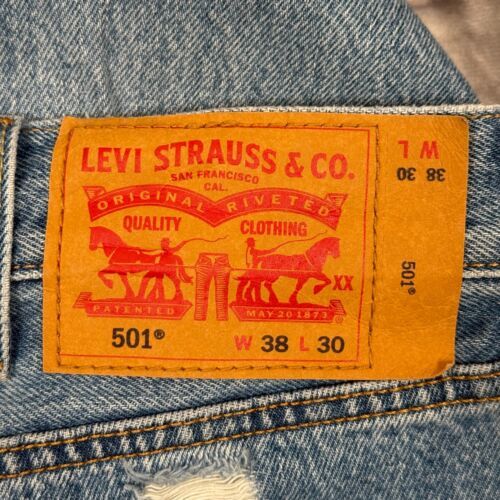 LEVI STRAUSS & CO.
SAN FRANCISCO
CAL.
ORIGINAL RIVETED
QUALITY CLOTHING
XX
PATENTED MAY 20 1873
501® W 38 L 30
W L
38 30
501®